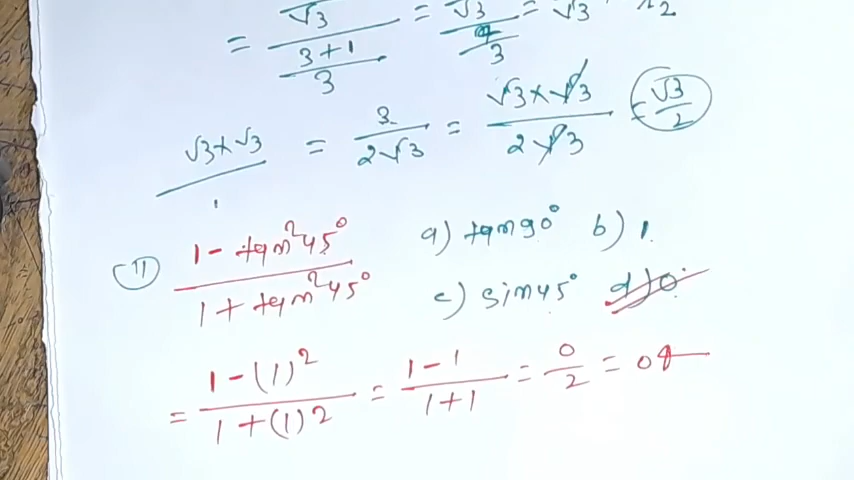 = √3 / (3+1)/3 = √3 / 4/3 = √3
√3×√3 / 1 = 3 / 2√3 = √3×√3 / 2√3 = √3/2
11 (1 - tan²45°) / (1 + tan²45°) a) tan90° b) 1
c) sin45° d) 0
= (1-(1)²) / (1+(1)²) = (1-1) / (1+1) = 0/2 = 0